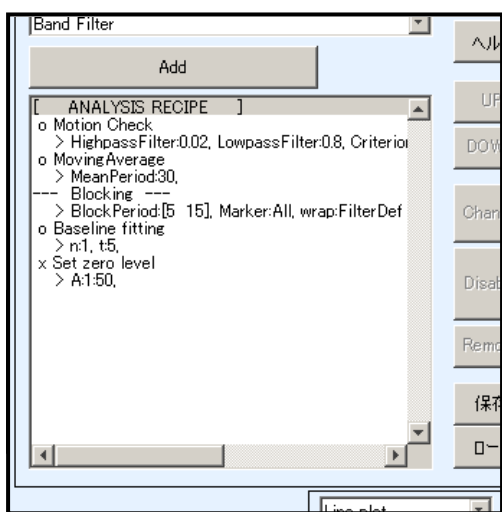 Band Filter
ヘル
Add
UP
[ ANALYSIS RECIPE ]
o Motion Check
> HighpassFilter:0.02, LowpassFilter:0.8, Criterion
DOW
o MovingAverage
> MeanPeriod:30,
--- Blocking ---
> BlockPeriod:[5 15], Marker:All, wrap:FilterDef
Chan
o Baseline fitting
> n:1, t:5,
x Set zero level
> A:1:50,
Disab
Remo
保存
ロー
Line plot